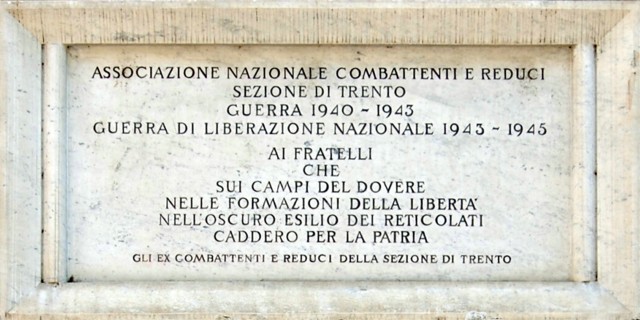 ASSOCIAZIONE NAZIONALE COMBATTENTI E REDUCI
SEZIONE DI TRENTO
GUERRA 1940 ~ 1943
GUERRA DI LIBERAZIONE NAZIONALE 1943 ~ 1945
AI FRATELLI
CHE
SUI CAMPI DEL DOVERE
NELLE FORMAZIONI DELLA LIBERTA'
NELL'OSCURO ESILIO DEI RETICOLATI
CADDERO PER LA PATRIA
GLI EX COMBATTENTI E REDUCI DELLA SEZIONE DI TRENTO